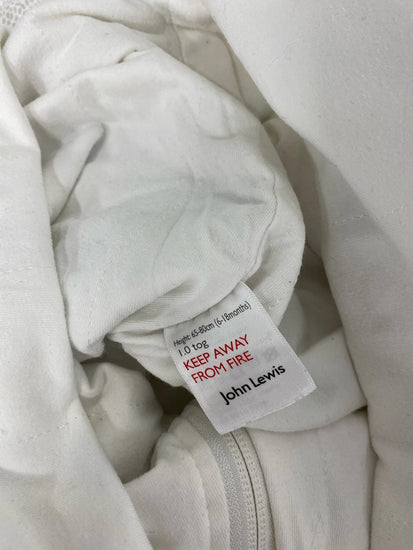 Height: 65-80cm (6-18months)
1.0 tog
KEEP AWAY
FROM FIRE
John Lewis